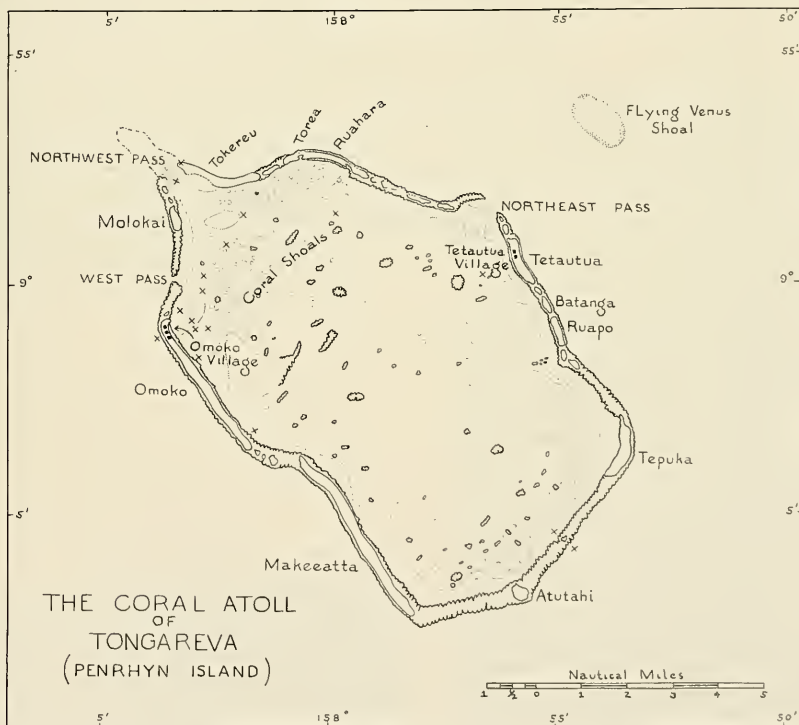 5'
158°
55'
50'
55'
55'
FLying Venus
Shoal
Tokereu
Torea
Ruahara
NORTHWEST PASS
Molokai
NORTHEAST PASS
Coral Shoals
Tetautua
Village
Tetautua
9°
9°
WEST PASS
Batanga
Ruapo
Omoko
Village
Omoko
Tepuka
5'
5'
Makeeatta
Atutahi
THE CORAL ATOLL
OF
TONGAREVA
(PENRHYN ISLAND)
Nautical Miles
1 ½ 0 1 2 3 4 5
5'
158°
55'
50'